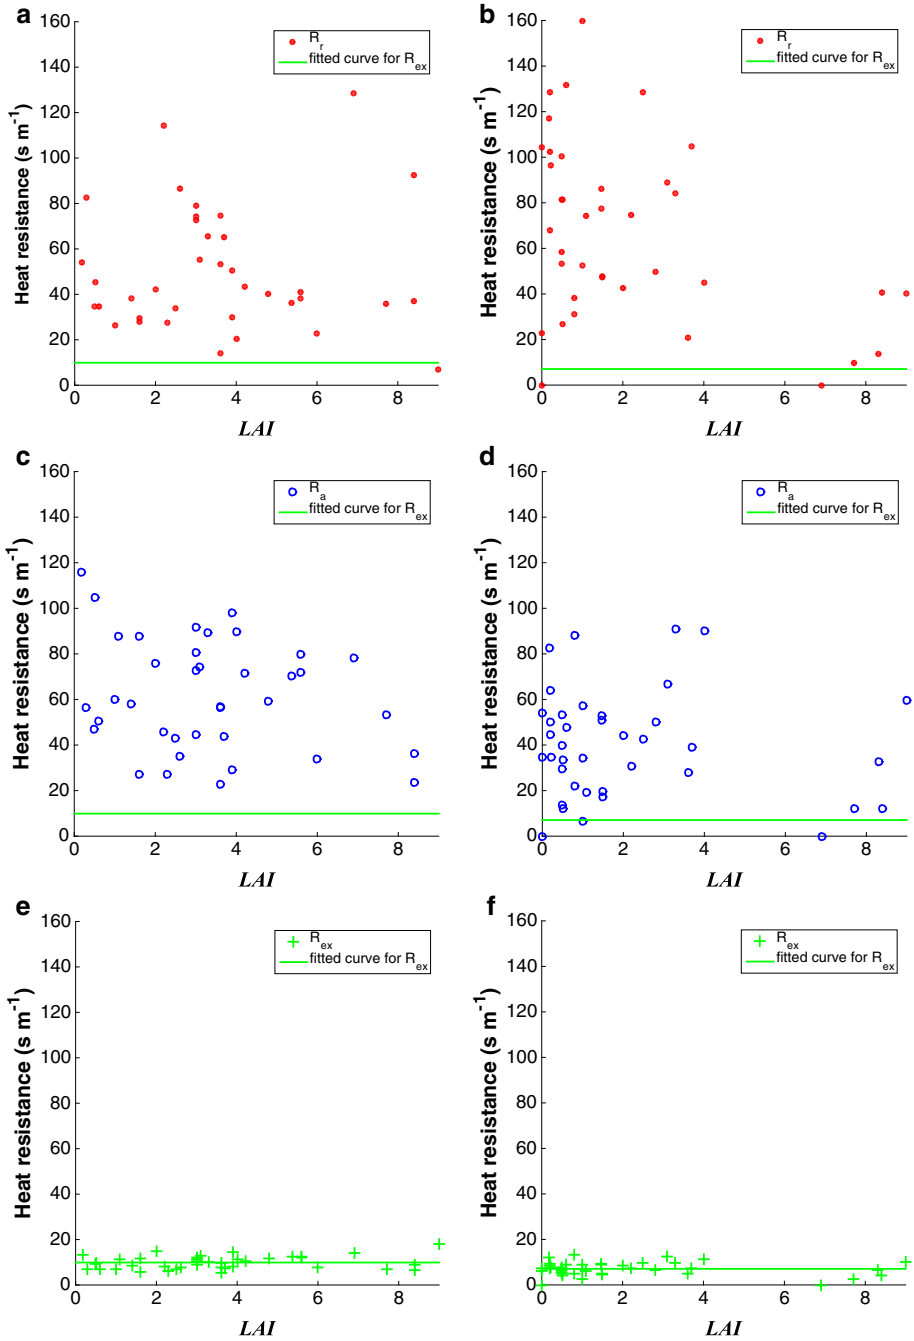 a
160
140
120
100
80
60
40
20
0
0 2 4 6 8
Heat resistance (s m⁻¹)
LAI
R_r
fitted curve for R_ex
b
160
140
120
100
80
60
40
20
0
0 2 4 6 8
Heat resistance (s m⁻¹)
LAI
R_r
fitted curve for R_ex
c
160
140
120
100
80
60
40
20
0
0 2 4 6 8
Heat resistance (s m⁻¹)
LAI
R_a
fitted curve for R_ex
d
160
140
120
100
80
60
40
20
0
0 2 4 6 8
Heat resistance (s m⁻¹)
LAI
R_a
fitted curve for R_ex
e
160
140
120
100
80
60
40
20
0
0 2 4 6 8
Heat resistance (s m⁻¹)
LAI
R_ex
fitted curve for R_ex
f
160
140
120
100
80
60
40
20
0
0 2 4 6 8
Heat resistance (s m⁻¹)
LAI
R_ex
fitted curve for R_ex